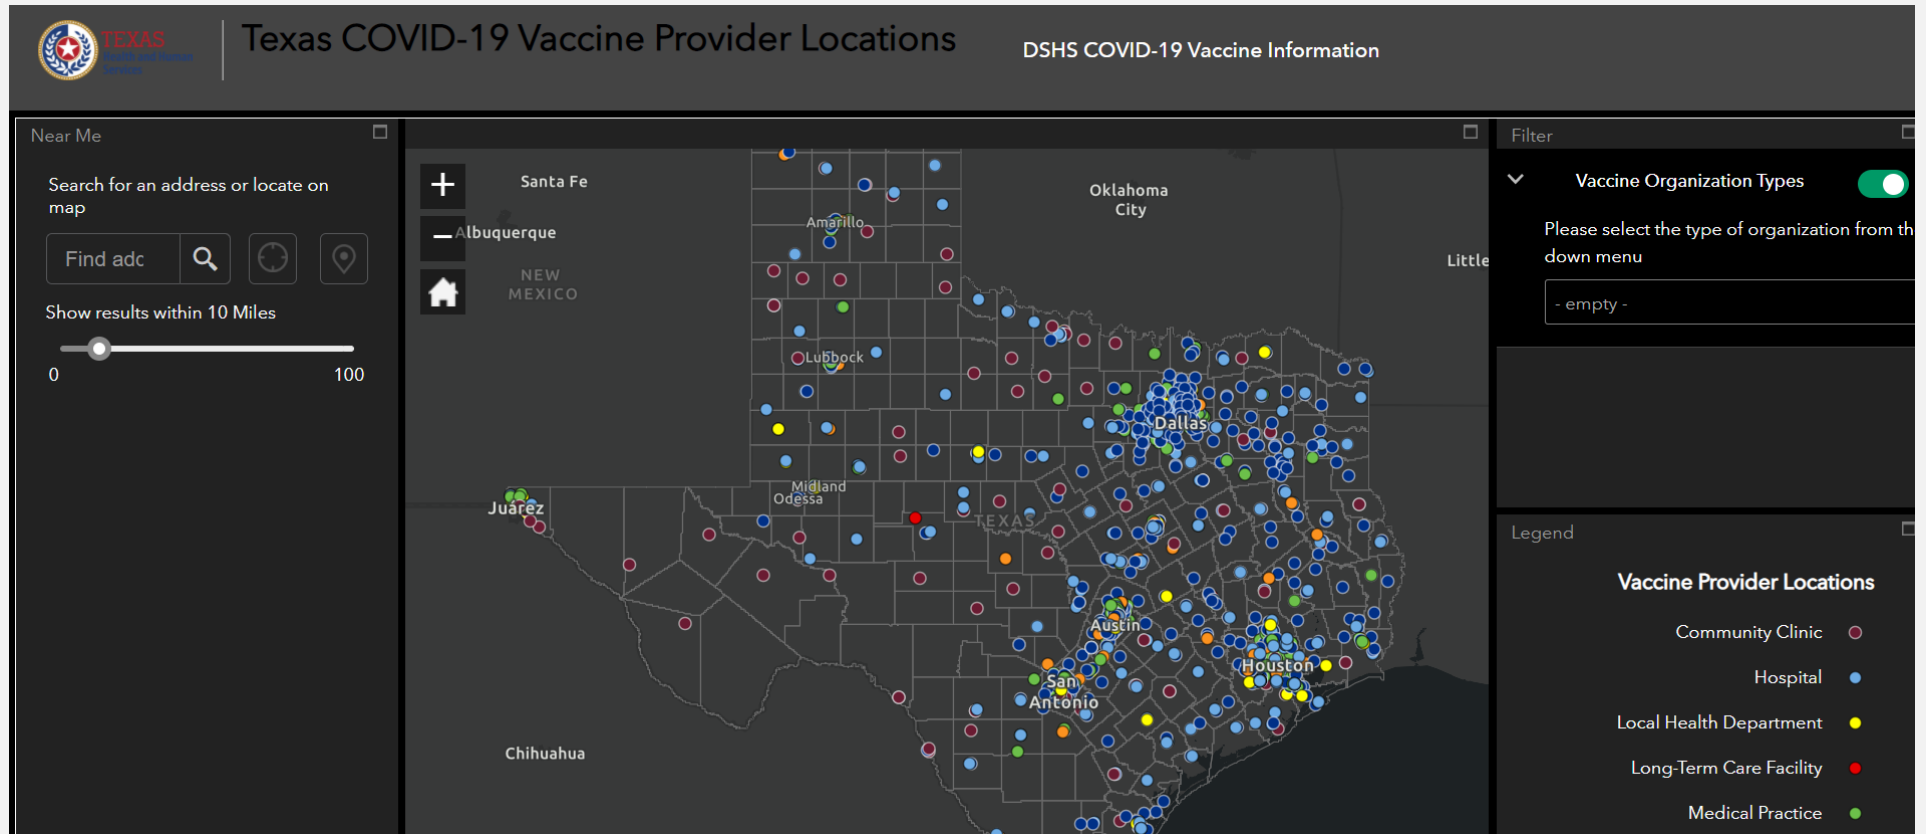 TEXAS
Health and Human
Services
Texas COVID-19 Vaccine Provider Locations
DSHS COVID-19 Vaccine Information
Near Me
Search for an address or locate on
map
Find adc
Show results within 10 Miles
0
100
Santa Fe
Oklahoma
City
Amarillo
Albuquerque
NEW
MEXICO
Little
Lubbock
Dallas
Midland
Odessa
Juárez
TEXAS
Austin
Houston
San
Antonio
Chihuahua
Filter
Vaccine Organization Types
Please select the type of organization from th
down menu
- empty -
Legend
Vaccine Provider Locations
Community Clinic
Hospital
Local Health Department
Long-Term Care Facility
Medical Practice